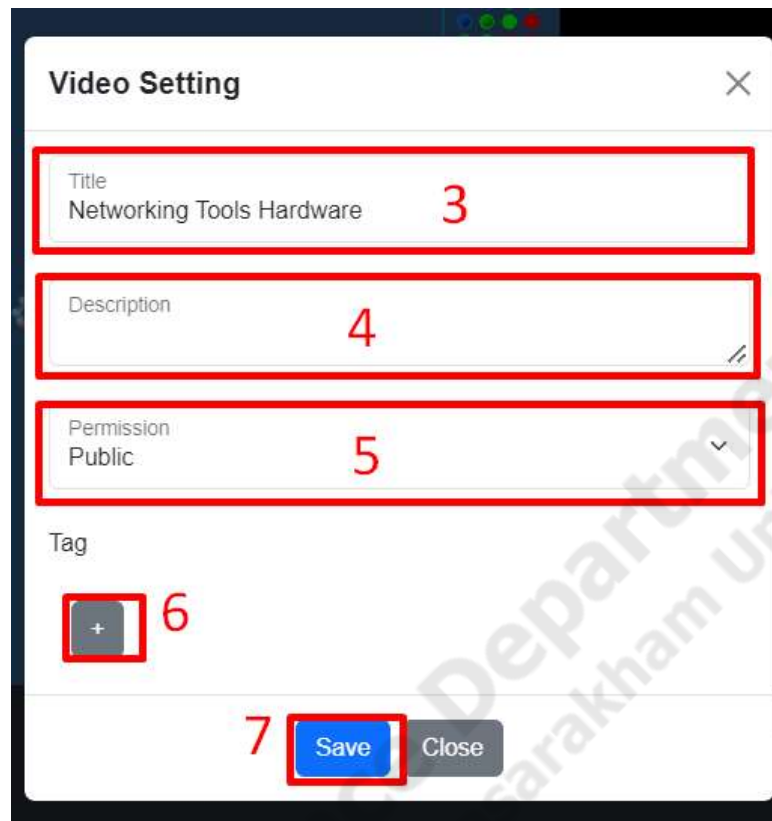 Video Setting
Title
Networking Tools Hardware
3
Description
4
Permission
Public
5
Tag
+
6
7
Save
Close